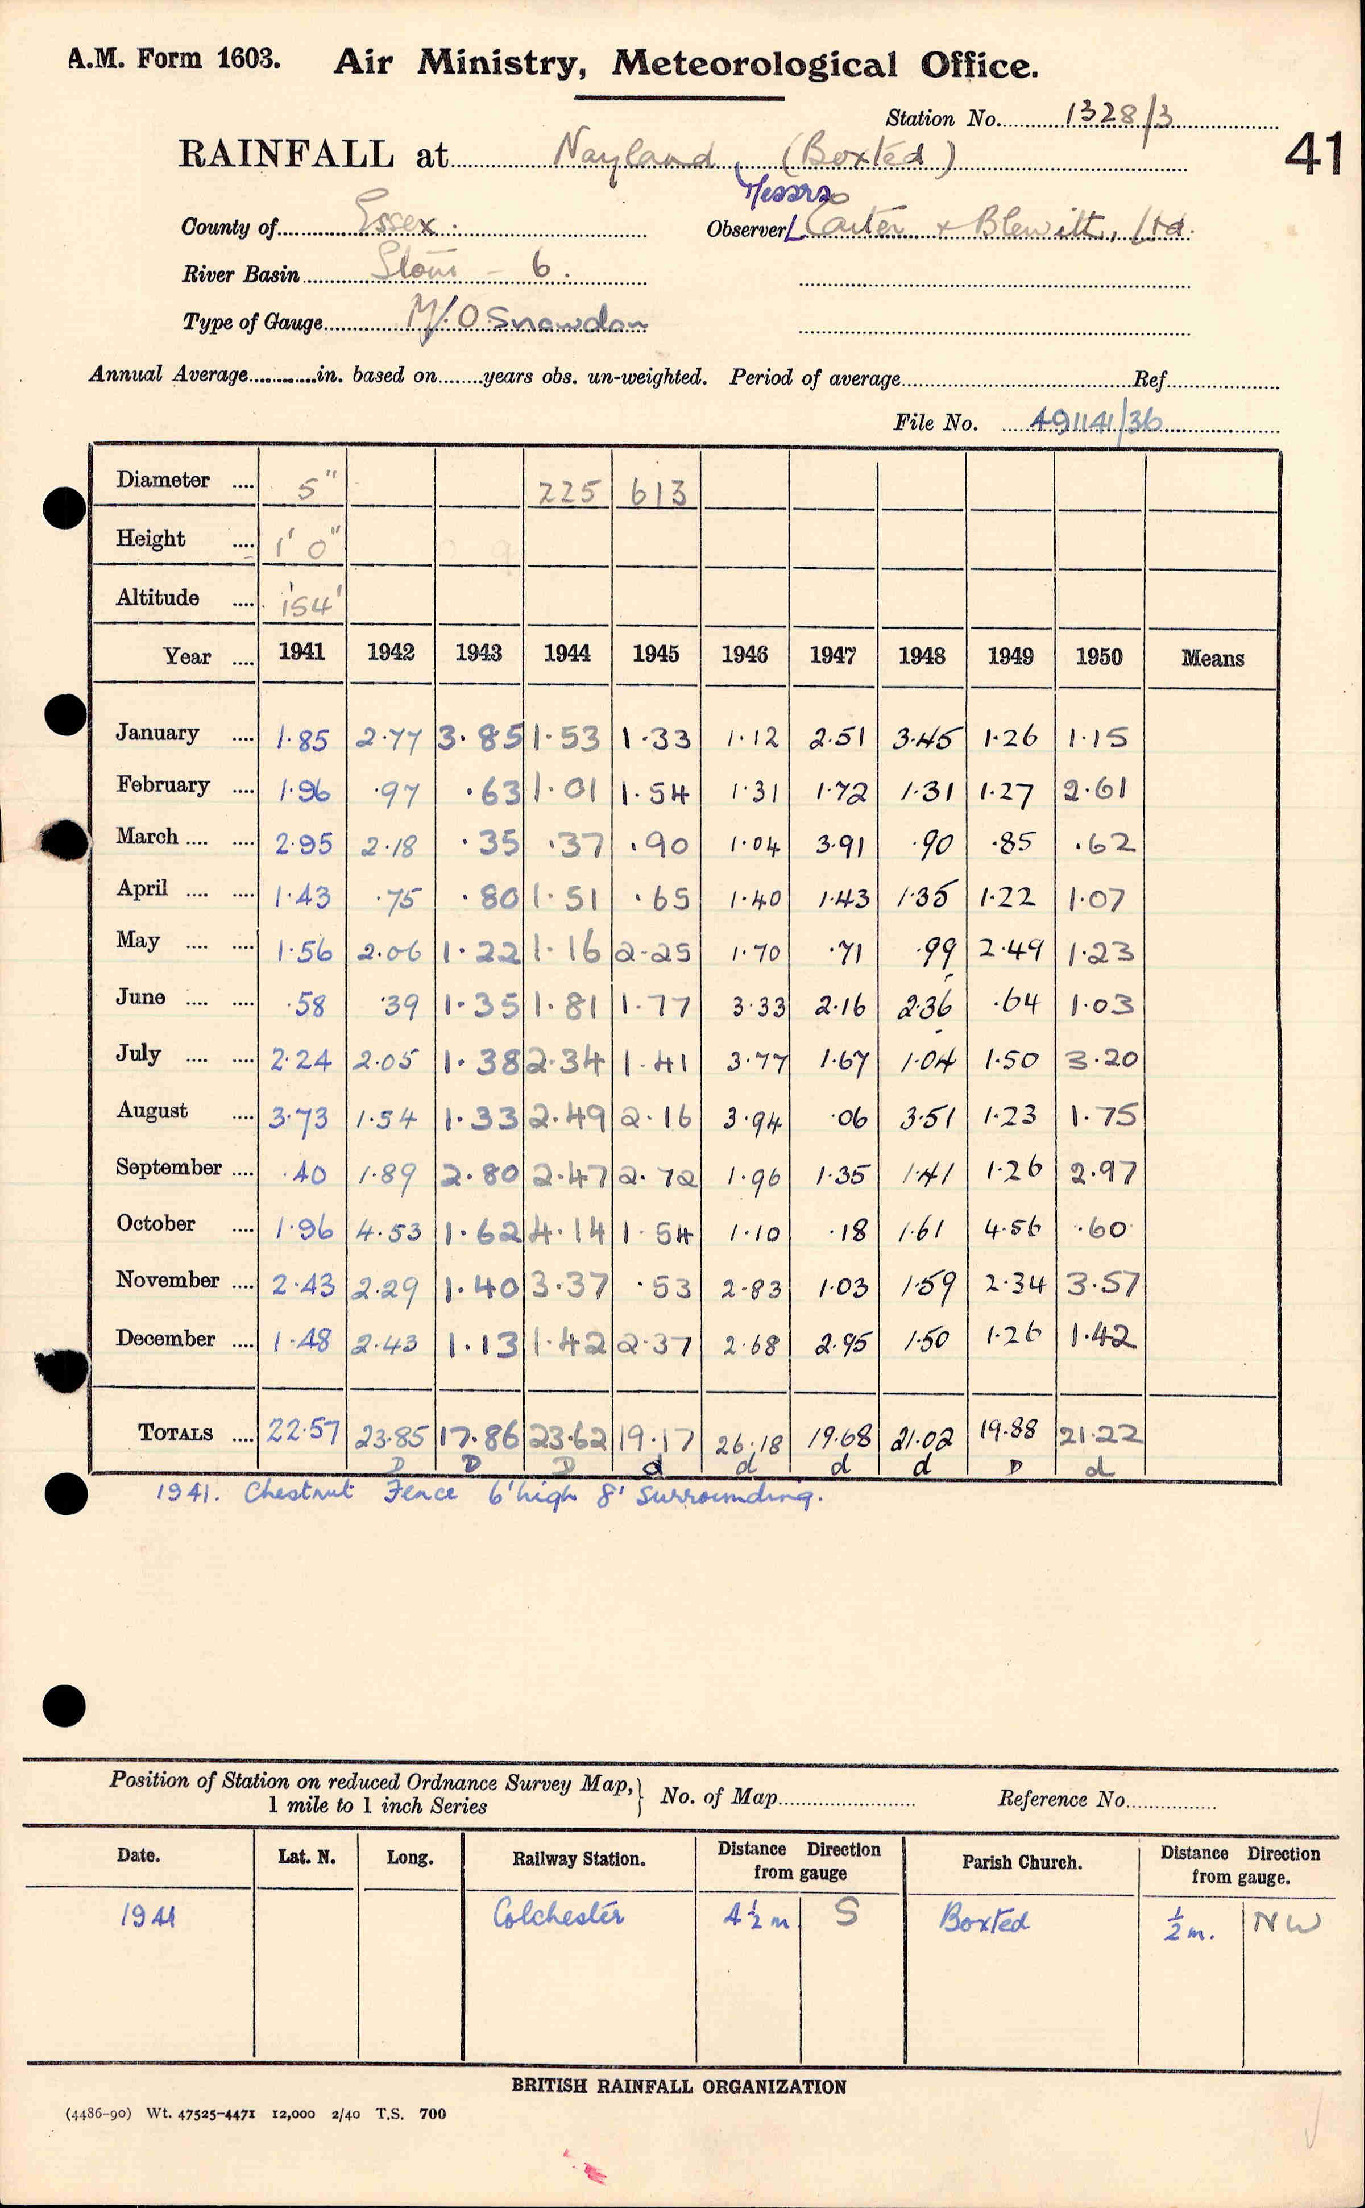 A.M. Form 1603. Air Ministry, Meteorological Office.
Station No. 1328/3
41
RAINFALL at Nayland, (Boxted)
Messrs
County of Essex. Observer Carter & Blewitt, Ltd.
River Basin Stour - 6.
Type of Gauge M/O Snowdon
Annual Average in. based on years obs. un-weighted. Period of average Ref
File No. 491141/36
Diameter .... 5" 225 613
Height .... 1' 0"
Altitude .... 154'
Year .... 1941 1942 1943 1944 1945 1946 1947 1948 1949 1950 Means
January .... 1.85 2.77 3.85 1.53 1.33 1.12 2.51 3.45 1.26 1.15
February .... 1.96 .97 .63 1.01 1.54 1.31 1.72 1.31 1.27 2.61
March .... .... 2.95 2.18 .35 .37 .90 1.04 3.91 .90 .85 .62
April .... .... 1.43 .75 .80 1.51 .65 1.40 1.43 1.35 1.22 1.07
May .... .... 1.56 2.06 1.22 1.16 2.25 1.70 .71 .99 2.49 1.23
June .... .... .58 .39 1.35 1.81 1.77 3.33 2.16 2.36 .64 1.03
July .... .... 2.24 2.05 1.38 2.34 1.41 3.77 1.67 1.04 1.50 3.20
August .... 3.73 1.54 1.33 2.49 2.16 3.94 .06 3.51 1.23 1.75
September .... .40 1.89 2.80 2.47 2.72 1.96 1.35 1.41 1.26 2.97
October .... 1.96 4.53 1.62 4.14 1.54 1.10 .18 1.61 4.56 .60
November .... 2.43 2.29 1.40 3.37 .53 2.83 1.03 1.59 2.34 3.57
December .... 1.48 2.43 1.13 1.42 2.37 2.68 2.95 1.50 1.26 1.42
TOTALS .... 22.57 23.85 17.86 23.62 19.17 26.18 19.68 21.02 19.88 21.22
D D D d d d d D d
1941. Chestnut Fence 6' high 8' surrounding.
Position of Station on reduced Ordnance Survey Map, } No. of Map Reference No.
1 mile to 1 inch Series
Date. Lat. N. Long. Railway Station. Distance Direction from gauge Parish Church. Distance Direction from gauge.
1941 Colchester 4½ m S Boxted ½ m. NW
BRITISH RAINFALL ORGANIZATION
(4486-90) Wt. 47525-4471 12,000 2/40 T.S. 700